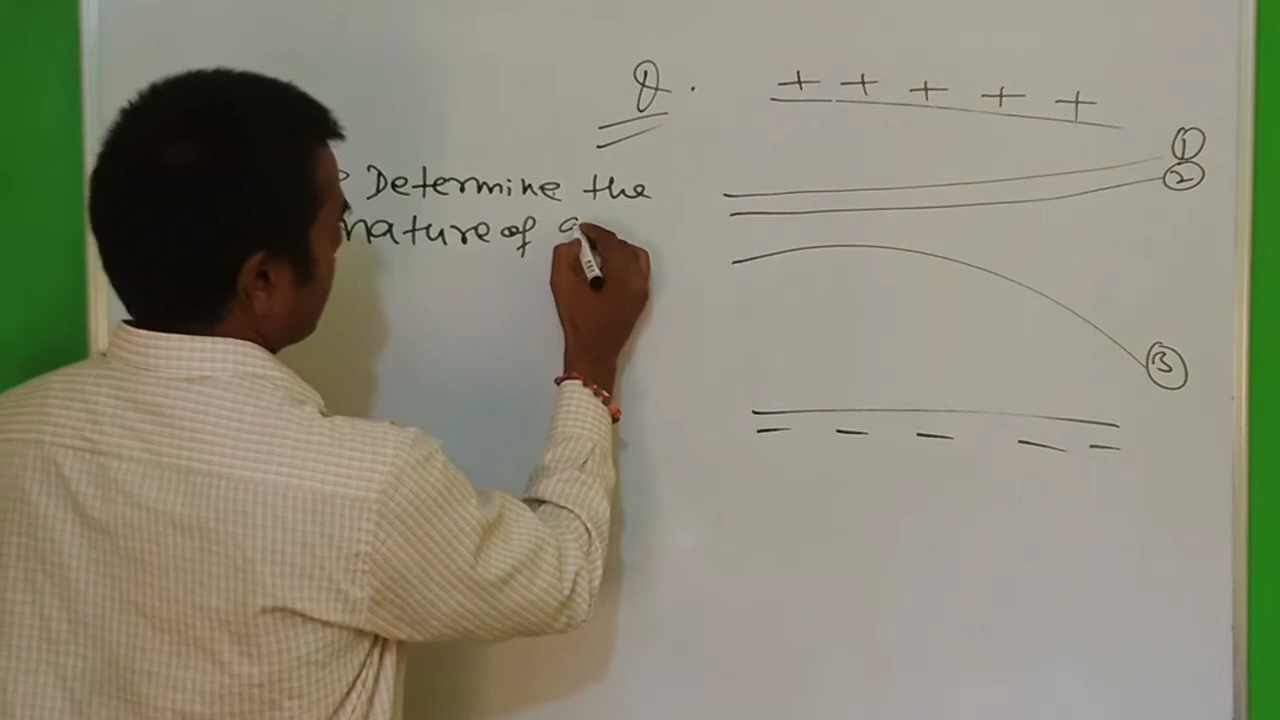 Q.
+ + + + +
Determine the
nature of
1
2
3
- - - - -